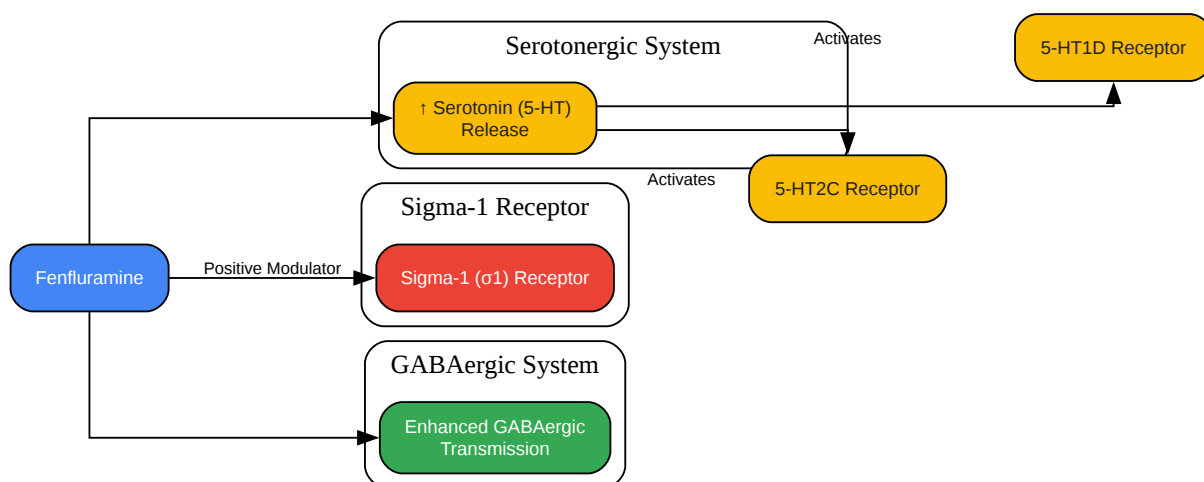 Serotonergic System
Activates
5-HT1D Receptor
↑ Serotonin (5-HT)
Release
Activates
5-HT2C Receptor
Sigma-1 Receptor
Fenfluramine
Positive Modulator
Sigma-1 (σ1) Receptor
GABAergic System
Enhanced GABAergic
Transmission